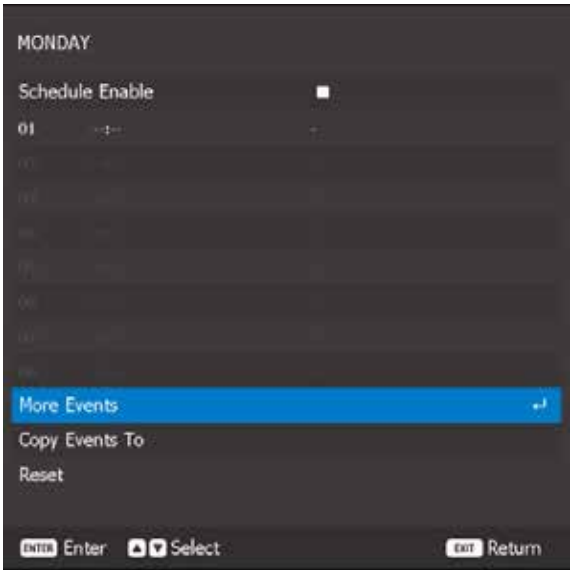 MONDAY
Schedule Enable
01 --:-- -
More Events
Copy Events To
Reset
ENTER Enter Select EXIT Return